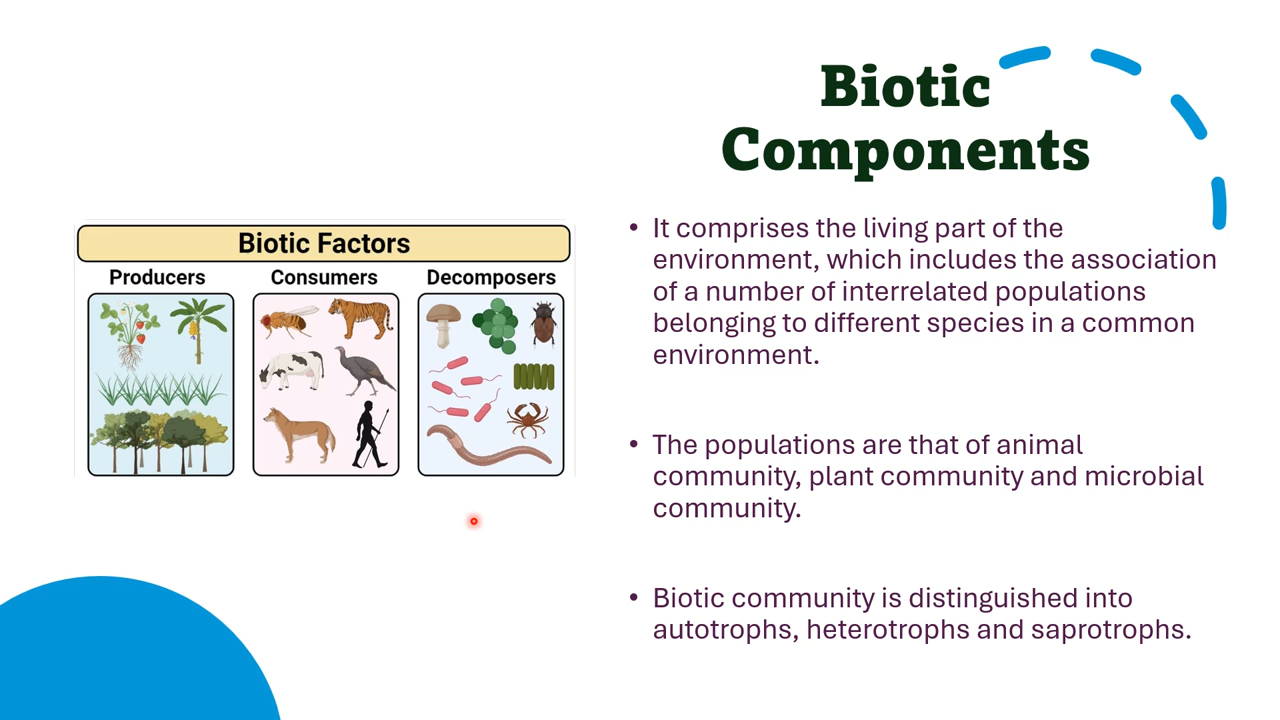 Biotic
Components
Biotic Factors
Producers
Consumers
Decomposers
• It comprises the living part of the
environment, which includes the association
of a number of interrelated populations
belonging to different species in a common
environment.
• The populations are that of animal
community, plant community and microbial
community.
• Biotic community is distinguished into
autotrophs, heterotrophs and saprotrophs.